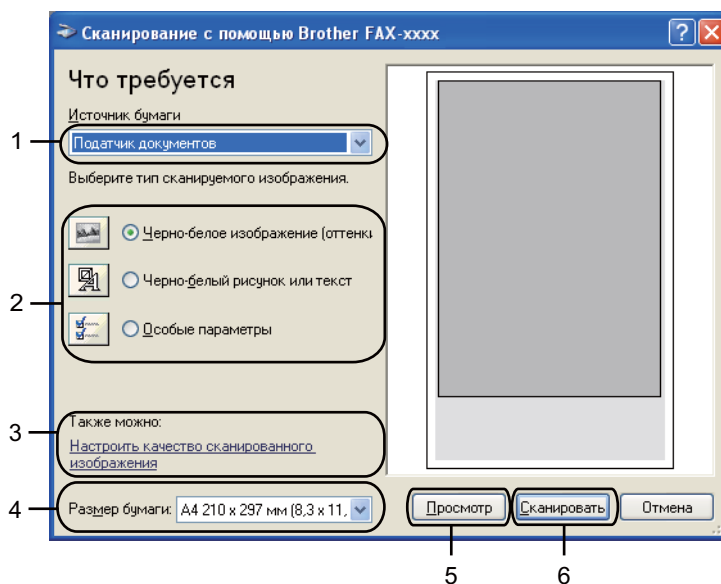 Сканирование с помощью Brother FAX-xxxx
Что требуется
Источник бумаги
1
Податчик документов
Выберите тип сканируемого изображения.
Черно-белое изображение (оттенки
2
Черно-белый рисунок или текст
Особые параметры
3
Также можно:
Настроить качество сканированного
изображения
4
Размер бумаги: A4 210 x 297 мм (8,3 x 11,
Просмотр
Сканировать
Отмена
5
6